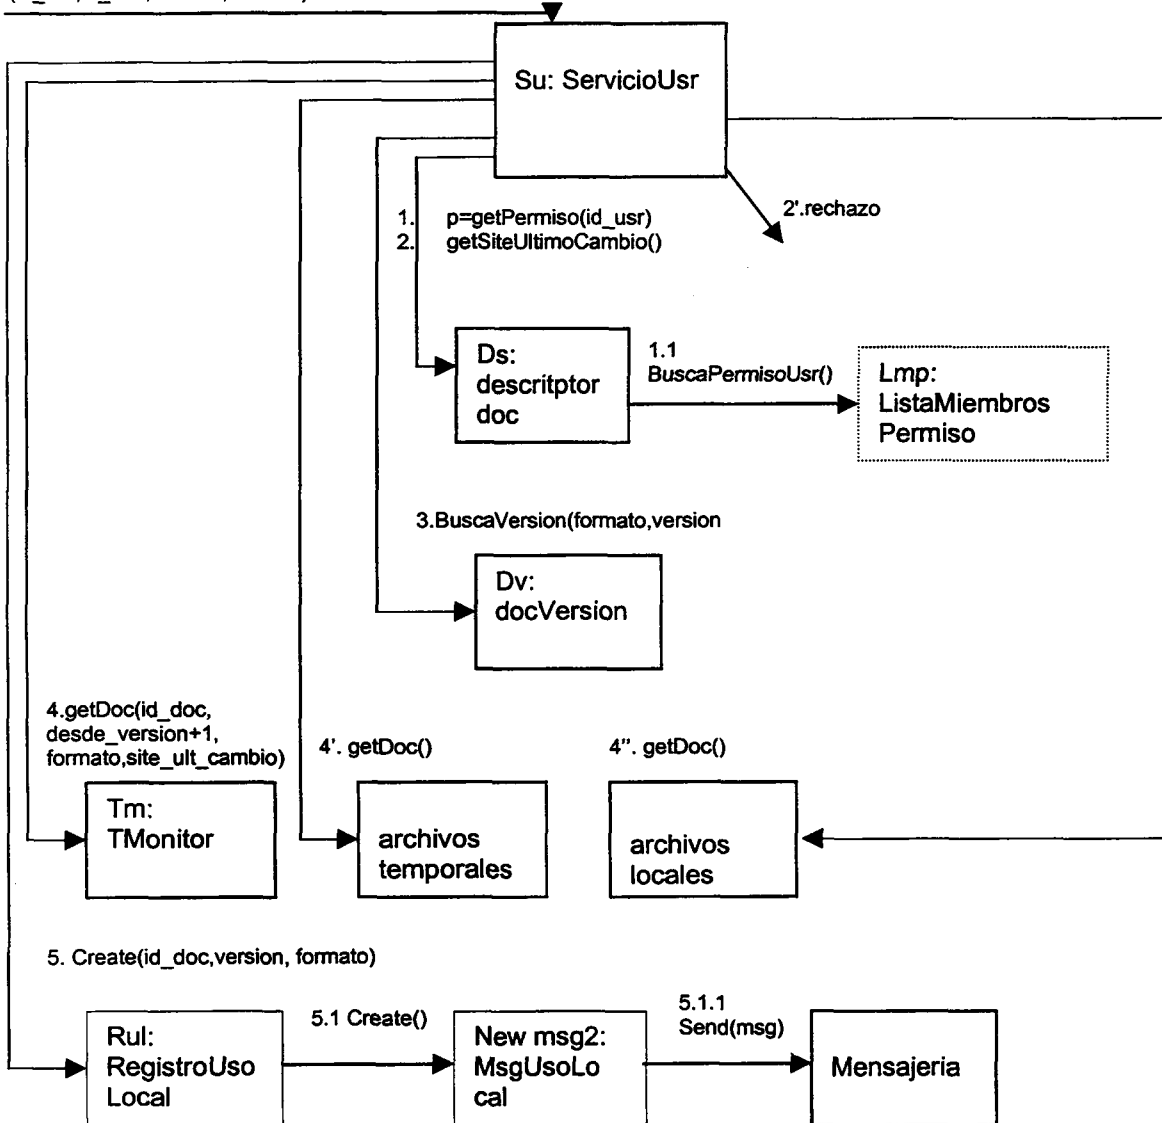 Su: ServicioUsr
2'.rechazo
1. p=getPermiso(id_usr)
2. getSiteUltimoCambio()
Ds:
descritptor
doc
1.1
BuscaPermisoUsr()
Lmp:
ListaMiembros
Permiso
3.BuscaVersion(formato,version
Dv:
docVersion
4.getDoc(id_doc,
desde_version+1,
formato,site_ult_cambio)
4'. getDoc()
4''. getDoc()
Tm:
TMonitor
archivos
temporales
archivos
locales
5. Create(id_doc,version, formato)
Rul:
RegistroUso
Local
5.1 Create()
New msg2:
MsgUsoLo
cal
5.1.1
Send(msg)
Mensajeria